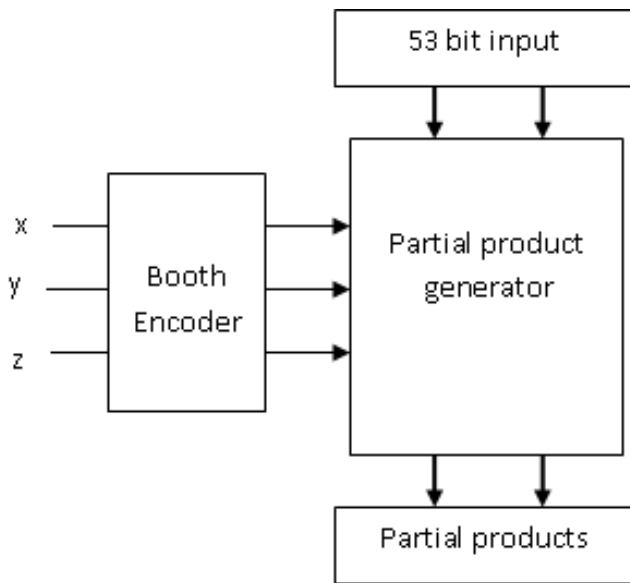 53 bit input
x
y
z
Booth
Encoder
Partial product
generator
Partial products